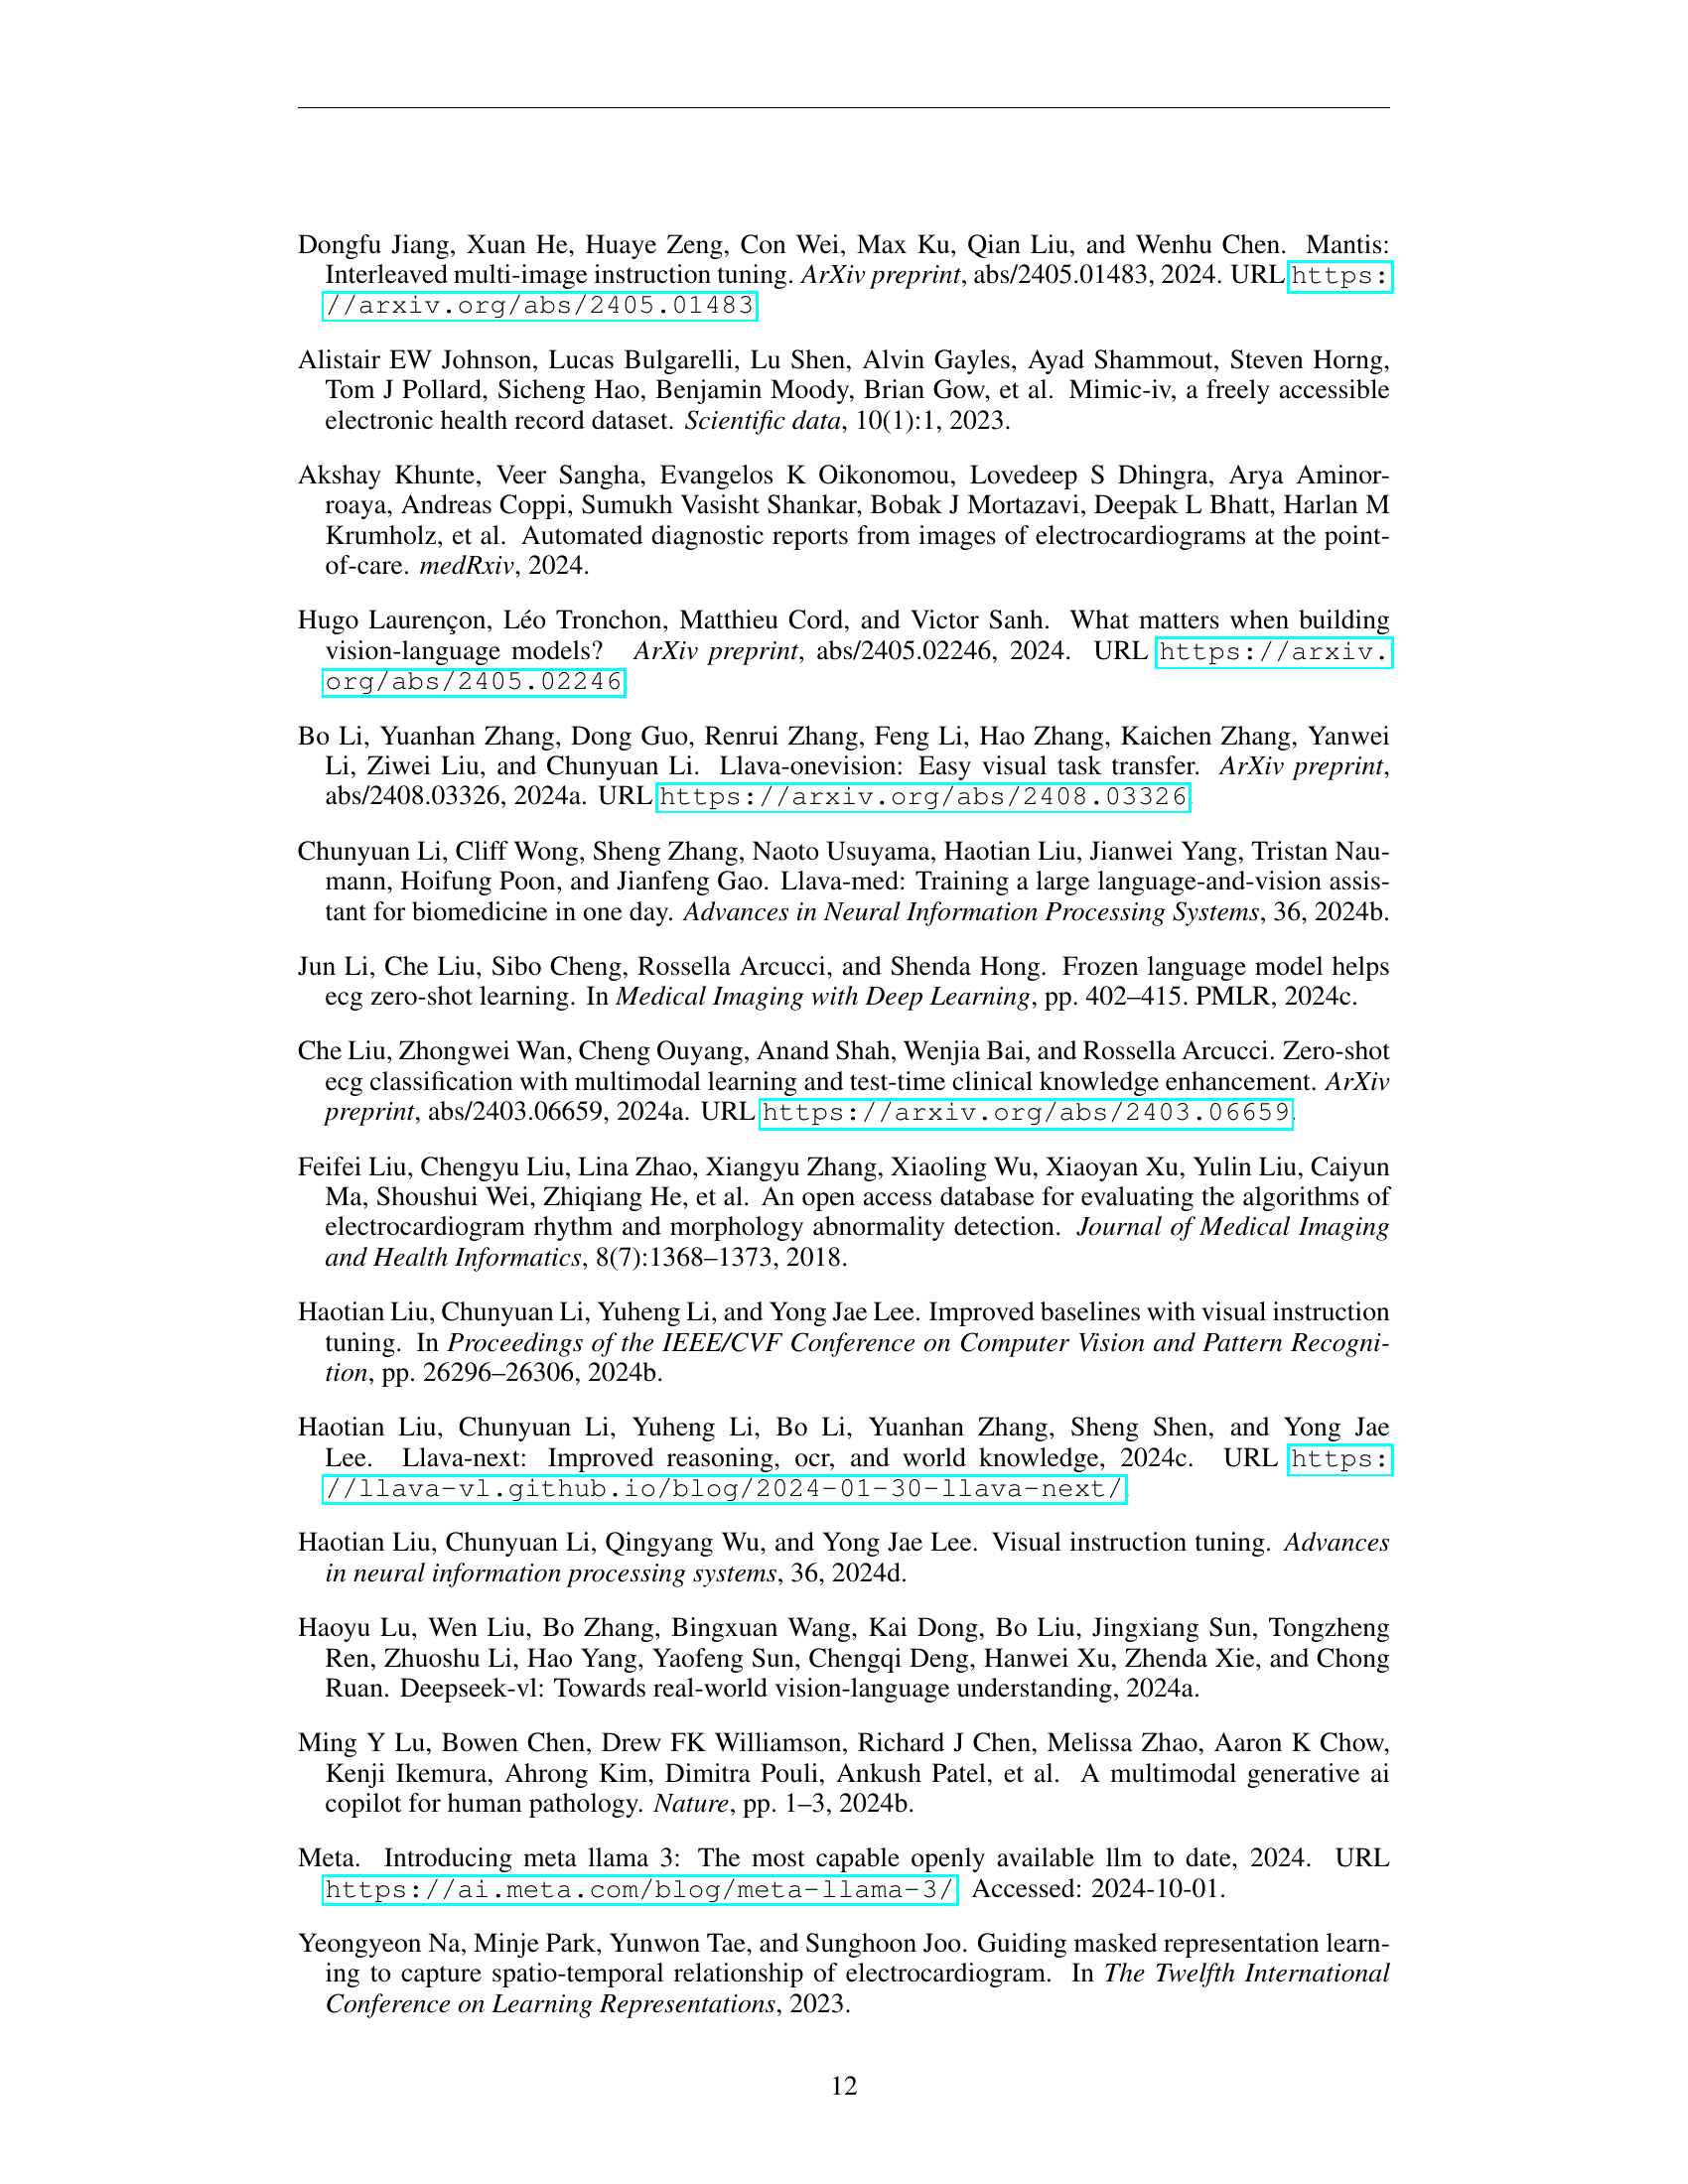 Dongfu Jiang, Xuan He, Huaye Zeng, Con Wei, Max Ku, Qian Liu, and Wenhu Chen. Mantis:
Interleaved multi-image instruction tuning. ArXiv preprint, abs/2405.01483, 2024. URL https:
//arxiv.org/abs/2405.01483.
Alistair EW Johnson, Lucas Bulgarelli, Lu Shen, Alvin Gayles, Ayad Shammout, Steven Horng,
Tom J Pollard, Sicheng Hao, Benjamin Moody, Brian Gow, et al. Mimic-iv, a freely accessible
electronic health record dataset. Scientific data, 10(1):1, 2023.
Akshay Khunte, Veer Sangha, Evangelos K Oikonomou, Lovedeep S Dhingra, Arya Aminor-
roaya, Andreas Coppi, Sumukh Vasisht Shankar, Bobak J Mortazavi, Deepak L Bhatt, Harlan M
Krumholz, et al. Automated diagnostic reports from images of electrocardiograms at the point-
of-care. medRxiv, 2024.
Hugo Laurençon, Léo Tronchon, Matthieu Cord, and Victor Sanh. What matters when building
vision-language models? ArXiv preprint, abs/2405.02246, 2024. URL https://arxiv.
org/abs/2405.02246.
Bo Li, Yuanhan Zhang, Dong Guo, Renrui Zhang, Feng Li, Hao Zhang, Kaichen Zhang, Yanwei
Li, Ziwei Liu, and Chunyuan Li. Llava-onevision: Easy visual task transfer. ArXiv preprint,
abs/2408.03326, 2024a. URL https://arxiv.org/abs/2408.03326.
Chunyuan Li, Cliff Wong, Sheng Zhang, Naoto Usuyama, Haotian Liu, Jianwei Yang, Tristan Nau-
mann, Hoifung Poon, and Jianfeng Gao. Llava-med: Training a large language-and-vision assis-
tant for biomedicine in one day. Advances in Neural Information Processing Systems, 36, 2024b.
Jun Li, Che Liu, Sibo Cheng, Rossella Arcucci, and Shenda Hong. Frozen language model helps
ecg zero-shot learning. In Medical Imaging with Deep Learning, pp. 402–415. PMLR, 2024c.
Che Liu, Zhongwei Wan, Cheng Ouyang, Anand Shah, Wenjia Bai, and Rossella Arcucci. Zero-shot
ecg classification with multimodal learning and test-time clinical knowledge enhancement. ArXiv
preprint, abs/2403.06659, 2024a. URL https://arxiv.org/abs/2403.06659.
Feifei Liu, Chengyu Liu, Lina Zhao, Xiangyu Zhang, Xiaoling Wu, Xiaoyan Xu, Yulin Liu, Caiyun
Ma, Shoushui Wei, Zhiqiang He, et al. An open access database for evaluating the algorithms of
electrocardiogram rhythm and morphology abnormality detection. Journal of Medical Imaging
and Health Informatics, 8(7):1368–1373, 2018.
Haotian Liu, Chunyuan Li, Yuheng Li, and Yong Jae Lee. Improved baselines with visual instruction
tuning. In Proceedings of the IEEE/CVF Conference on Computer Vision and Pattern Recogni-
tion, pp. 26296–26306, 2024b.
Haotian Liu, Chunyuan Li, Yuheng Li, Bo Li, Yuanhan Zhang, Sheng Shen, and Yong Jae
Lee. Llava-next: Improved reasoning, ocr, and world knowledge, 2024c. URL https:
//llava-vl.github.io/blog/2024-01-30-llava-next/.
Haotian Liu, Chunyuan Li, Qingyang Wu, and Yong Jae Lee. Visual instruction tuning. Advances
in neural information processing systems, 36, 2024d.
Haoyu Lu, Wen Liu, Bo Zhang, Bingxuan Wang, Kai Dong, Bo Liu, Jingxiang Sun, Tongzheng
Ren, Zhuoshu Li, Hao Yang, Yaofeng Sun, Chengqi Deng, Hanwei Xu, Zhenda Xie, and Chong
Ruan. Deepseek-vl: Towards real-world vision-language understanding, 2024a.
Ming Y Lu, Bowen Chen, Drew FK Williamson, Richard J Chen, Melissa Zhao, Aaron K Chow,
Kenji Ikemura, Ahrong Kim, Dimitra Pouli, Ankush Patel, et al. A multimodal generative ai
copilot for human pathology. Nature, pp. 1–3, 2024b.
Meta. Introducing meta llama 3: The most capable openly available llm to date, 2024. URL
https://ai.meta.com/blog/meta-llama-3/. Accessed: 2024-10-01.
Yeongyeon Na, Minje Park, Yunwon Tae, and Sunghoon Joo. Guiding masked representation learn-
ing to capture spatio-temporal relationship of electrocardiogram. In The Twelfth International
Conference on Learning Representations, 2023.
12